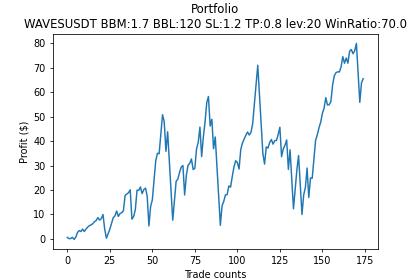 Portfolio
WAVESUSDT BBM:1.7 BBL:120 SL:1.2 TP:0.8 lev:20 WinRatio:70.0
80
70
60
50
40
30
20
10
0
Profit ($)
0 25 50 75 100 125 150 175
Trade counts